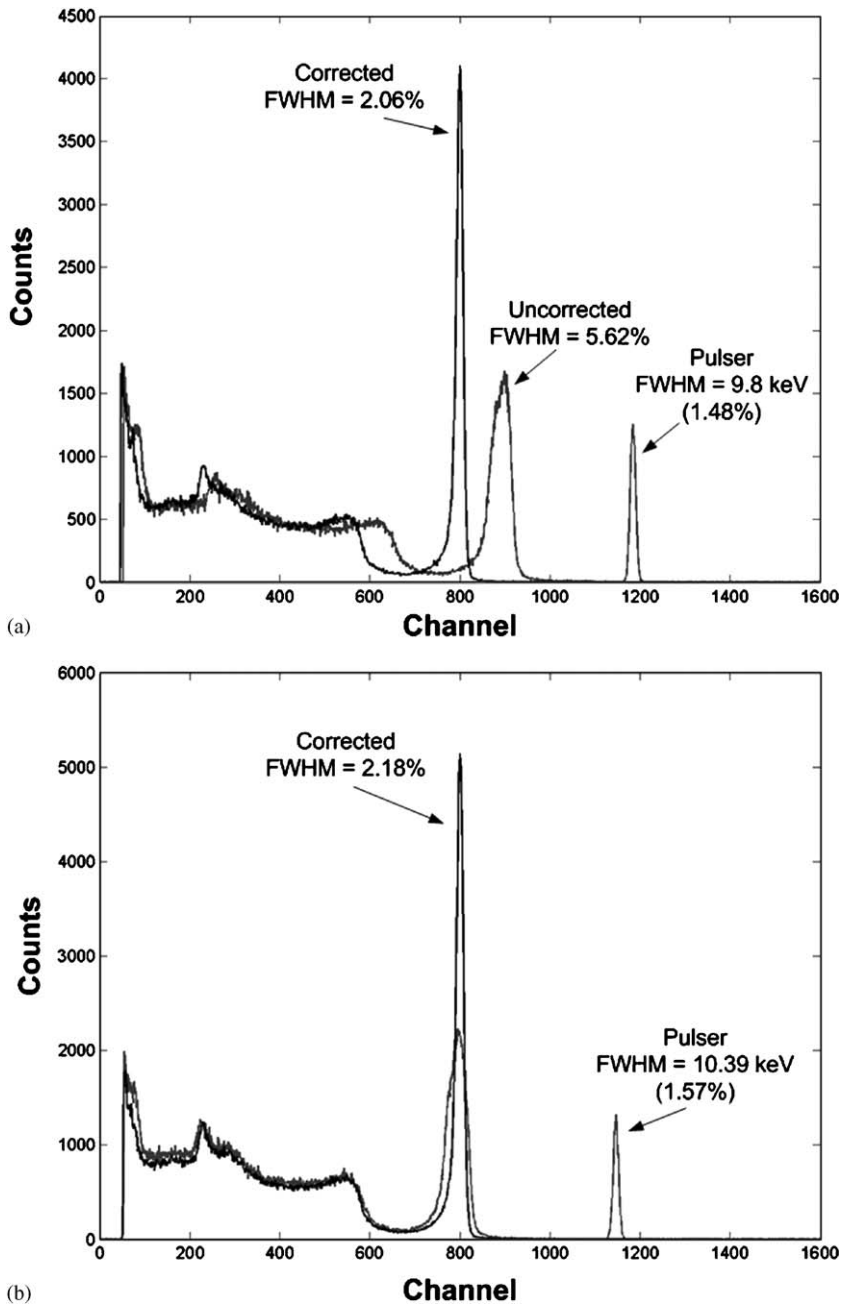 4500
4000
3500
3000
2500
2000
1500
1000
500
0
Counts
Corrected
FWHM = 2.06%
Uncorrected
FWHM = 5.62%
Pulser
FWHM = 9.8 keV
(1.48%)
0 200 400 600 800 1000 1200 1400 1600
Channel
(a)
6000
5000
4000
3000
2000
1000
0
Counts
Corrected
FWHM = 2.18%
Pulser
FWHM = 10.39 keV
(1.57%)
0 200 400 600 800 1000 1200 1400 1600
Channel
(b)